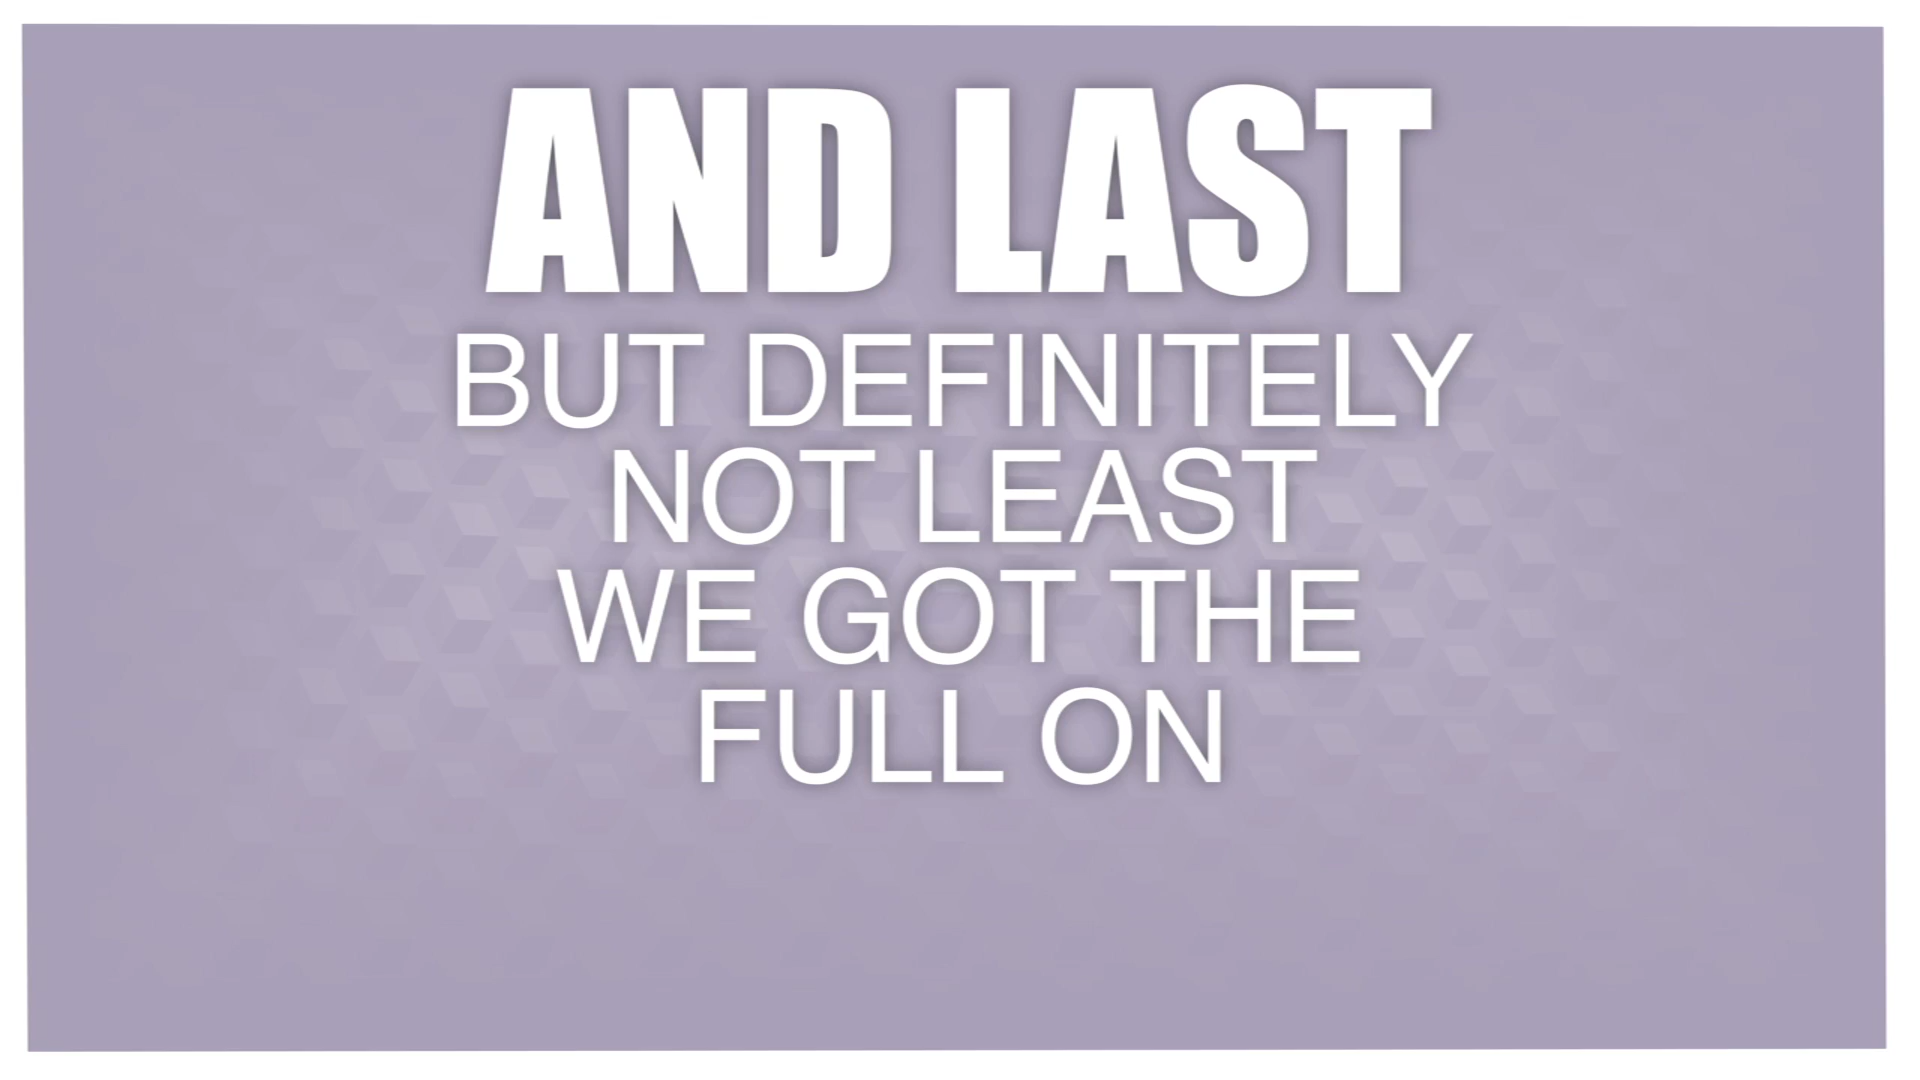 AND LAST
BUT DEFINITELY
NOT LEAST
WE GOT THE
FULL ON